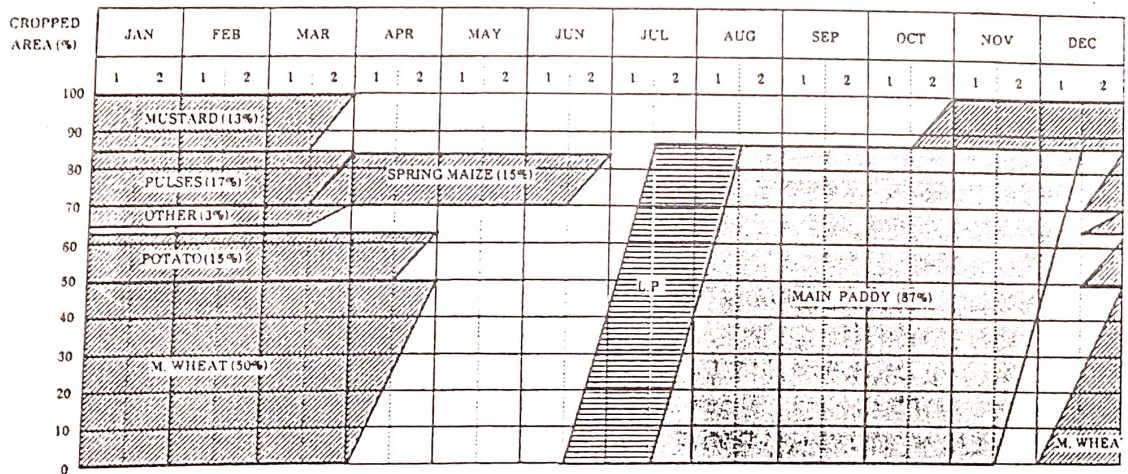 CROPPED AREA (%)
JAN FEB MAR APR MAY JUN JUL AUG SEP OCT NOV DEC
1 2 1 2 1 2 1 2 1 2 1 2 1 2 1 2 1 2 1 2 1 2 1 2
100
MUSTARD (13%)
90
80
PULSES (17%) SPRING MAIZE (15%)
70
OTHER (3%)
60
POTATO (15%)
50
L.P MAIN PADDY (87%)
40
30
M. WHEAT (50%)
20
10
M. WHEAT
0